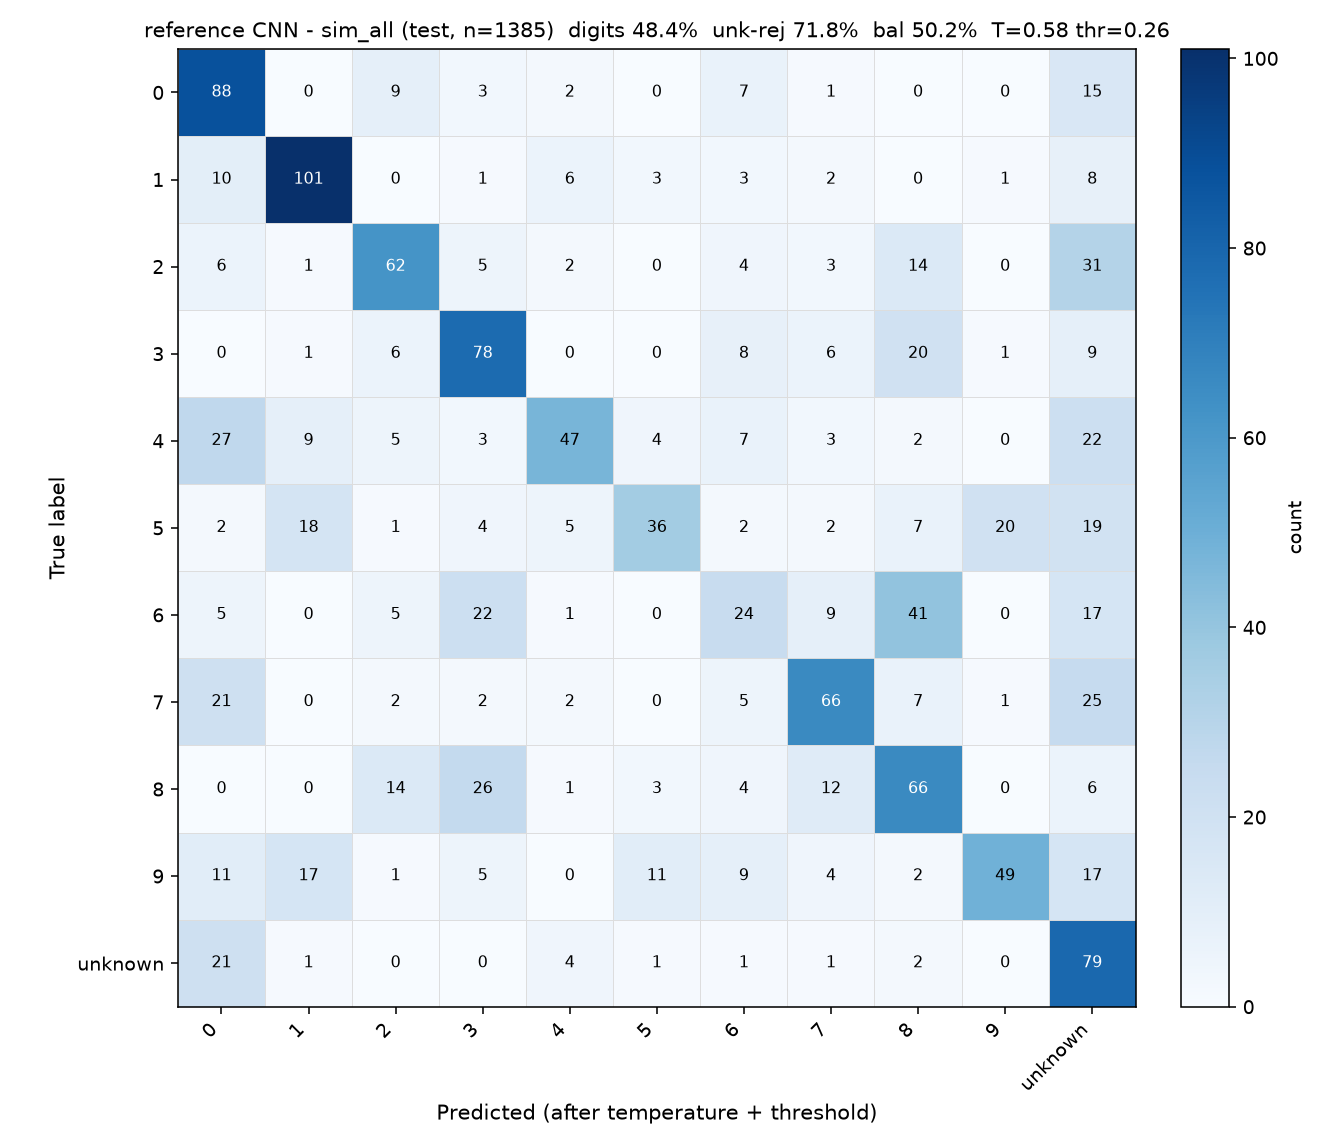 reference CNN - sim_all (test, n=1385)  digits 48.4%  unk-rej 71.8%  bal 50.2%  T=0.58 thr=0.26
0 88 0 9 3 2 0 7 1 0 0 15
1 10 101 0 1 6 3 3 2 0 1 8
2 6 1 62 5 2 0 4 3 14 0 31
3 0 1 6 78 0 0 8 6 20 1 9
4 27 9 5 3 47 4 7 3 2 0 22
5 2 18 1 4 5 36 2 2 7 20 19
6 5 0 5 22 1 0 24 9 41 0 17
7 21 0 2 2 2 0 5 66 7 1 25
8 0 0 14 26 1 3 4 12 66 0 6
9 11 17 1 5 0 11 9 4 2 49 17
unknown 21 1 0 0 4 1 1 1 2 0 79
0 1 2 3 4 5 6 7 8 9 unknown
Predicted (after temperature + threshold)
True label
100
80
60
40
20
0
count